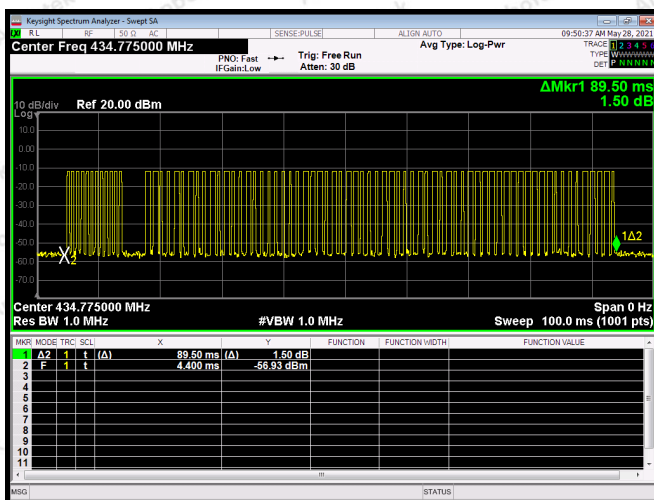 Keysight Spectrum Analyzer - Swept SA
RL RF 50 Ω AC SENSE:PULSE ALIGN AUTO 09:50:37 AM May 28, 2021
Center Freq 434.775000 MHz
Avg Type: Log-Pwr
TRACE 1 2 3 4 5 6
PNO: Fast Trig: Free Run
TYPE
IFGain:Low Atten: 30 dB
DET P N N N N N
ΔMkr1 89.50 ms
1.50 dB
10 dB/div Ref 20.00 dBm
Log
10.0
0.00
-10.0
-20.0
-30.0
-40.0
1Δ2
-50.0
X2
-60.0
-70.0
Center 434.775000 MHz Span 0 Hz
Res BW 1.0 MHz #VBW 1.0 MHz Sweep 100.0 ms (1001 pts)
MKR MODE TRC SCL X Y FUNCTION FUNCTION WIDTH FUNCTION VALUE
1 Δ2 1 t (Δ) 89.50 ms (Δ) 1.50 dB
2 F 1 t 4.400 ms -56.93 dBm
3
4
5
6
7
8
9
10
11
MSG STATUS